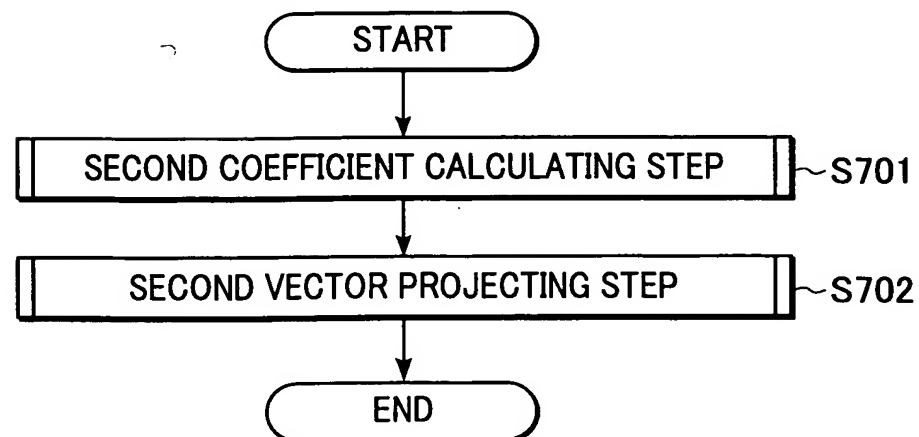 START
SECOND COEFFICIENT CALCULATING STEP
S701
SECOND VECTOR PROJECTING STEP
S702
END